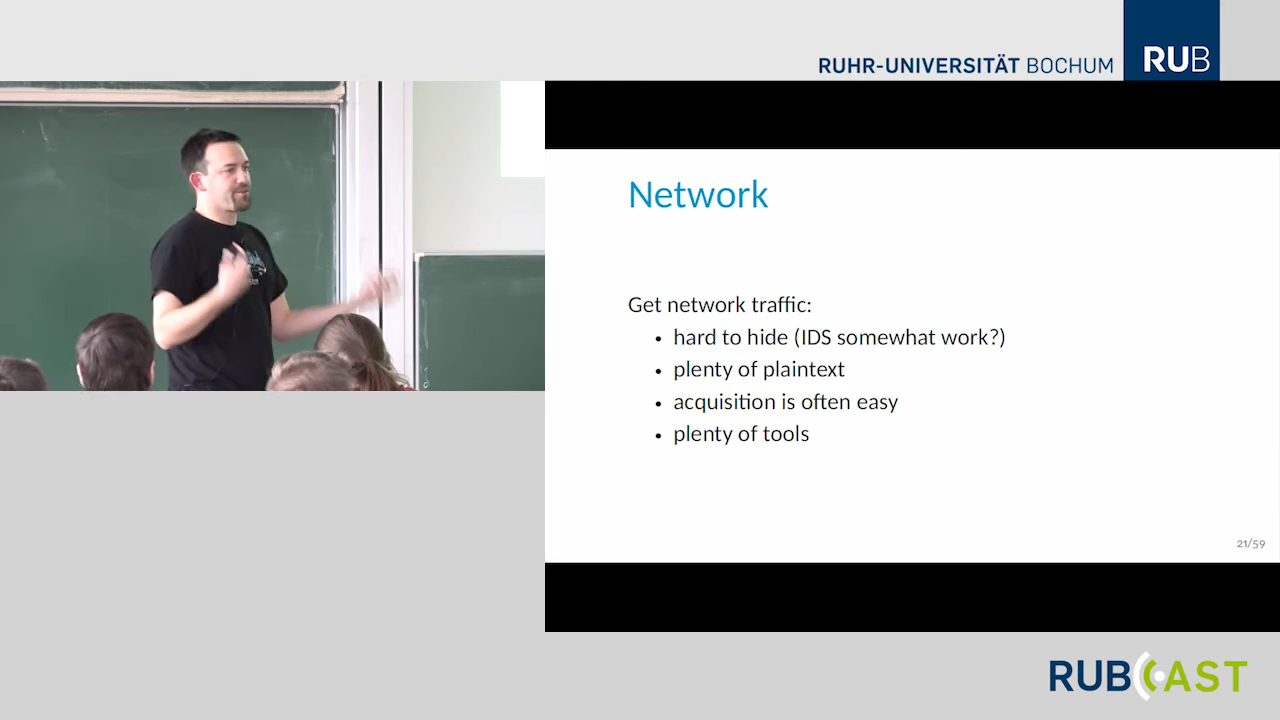 RUHR-UNIVERSITÄT BOCHUM
RUB
Network
Get network traffic:
• hard to hide (IDS somewhat work?)
• plenty of plaintext
• acquisition is often easy
• plenty of tools
21/59
RUBCAST